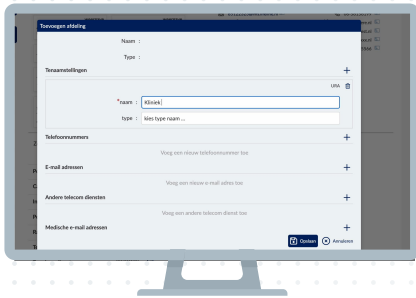 Toevoegen afdeling
Naam :
Type :
Tenaamstellingen
URA
*naam : Kliniek
type : kies type naam ...
Telefoonnummers
Voeg een nieuw telefoonnummer toe
E-mail adressen
Voeg een nieuw e-mail adres toe
Andere telecom diensten
Voeg een andere telecom dienst toe
Medische e-mail adressen
Opslaan
Annuleren